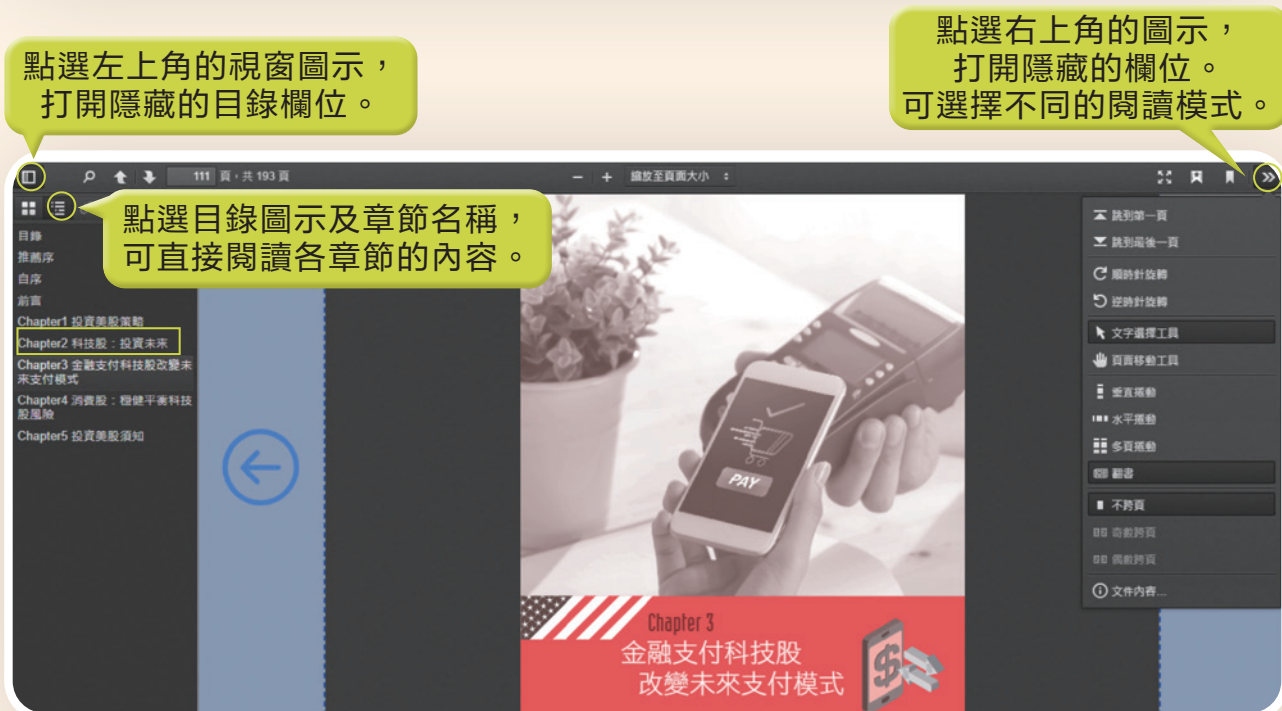 點選左上角的視窗圖示，
打開隱藏的目錄欄位。
點選右上角的圖示，
打開隱藏的欄位。
可選擇不同的閱讀模式。
111 頁，共 193 頁
縮放至頁面大小
點選目錄圖示及章節名稱，
可直接閱讀各章節的內容。
目錄
推薦序
自序
前言
Chapter1 投資美股策略
Chapter2 科技股：投資未來
Chapter3 金融支付科技股改變未
來支付模式
Chapter4 消費股：穩健平衡科技
股風險
Chapter5 投資美股須知
跳到第一頁
跳到最後一頁
順時針旋轉
逆時針旋轉
文字選擇工具
頁面移動工具
垂直捲動
水平捲動
多頁捲動
翻書
不跨頁
奇數跨頁
偶數跨頁
文件內容...
PAY
Chapter 3
金融支付科技股
改變未來支付模式